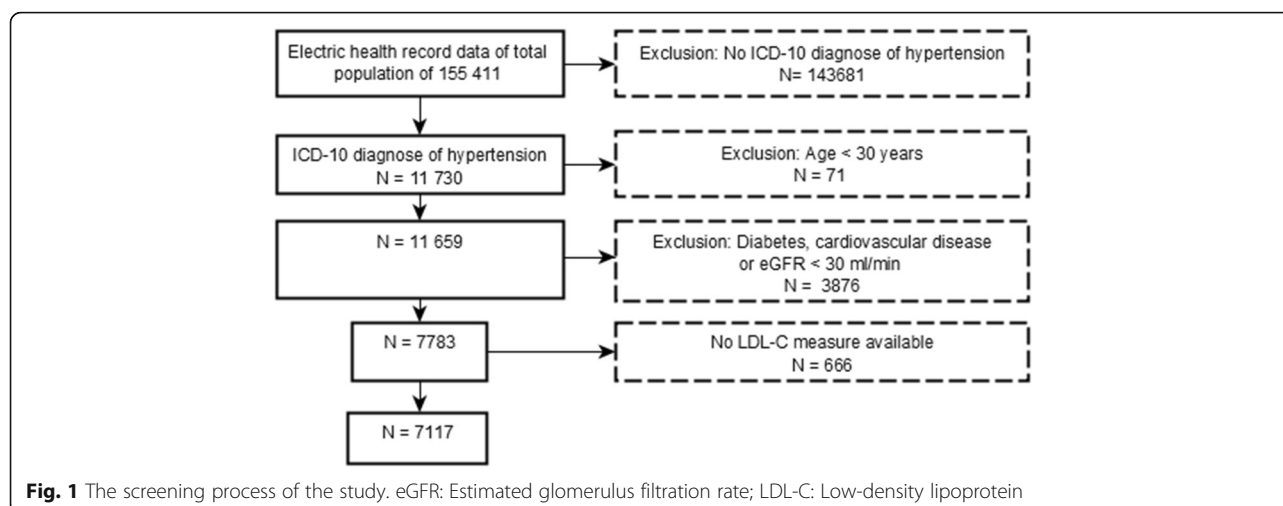 Electric health record data of total
population of 155 411
Exclusion: No ICD-10 diagnose of hypertension
N= 143681
ICD-10 diagnose of hypertension
N = 11 730
Exclusion: Age < 30 years
N = 71
N = 11 659
Exclusion: Diabetes, cardiovascular disease
or eGFR < 30 ml/min
N = 3876
N = 7783
No LDL-C measure available
N = 666
N = 7117
Fig. 1 The screening process of the study. eGFR: Estimated glomerulus filtration rate; LDL-C: Low-density lipoprotein